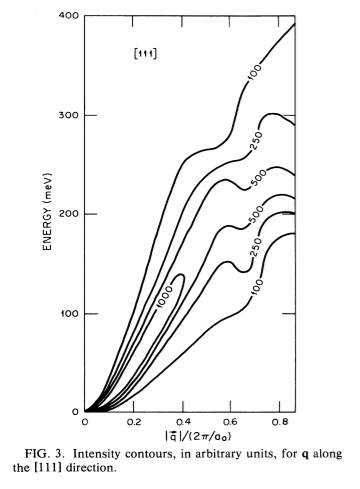 400
[111]
100
300
250
500
ENERGY (meV)
200
500
1000
250
100
100
0
0 0.2 0.4 0.6 0.8
|q⃗|/(2π/a₀)
FIG. 3. Intensity contours, in arbitrary units, for q along
the [111] direction.